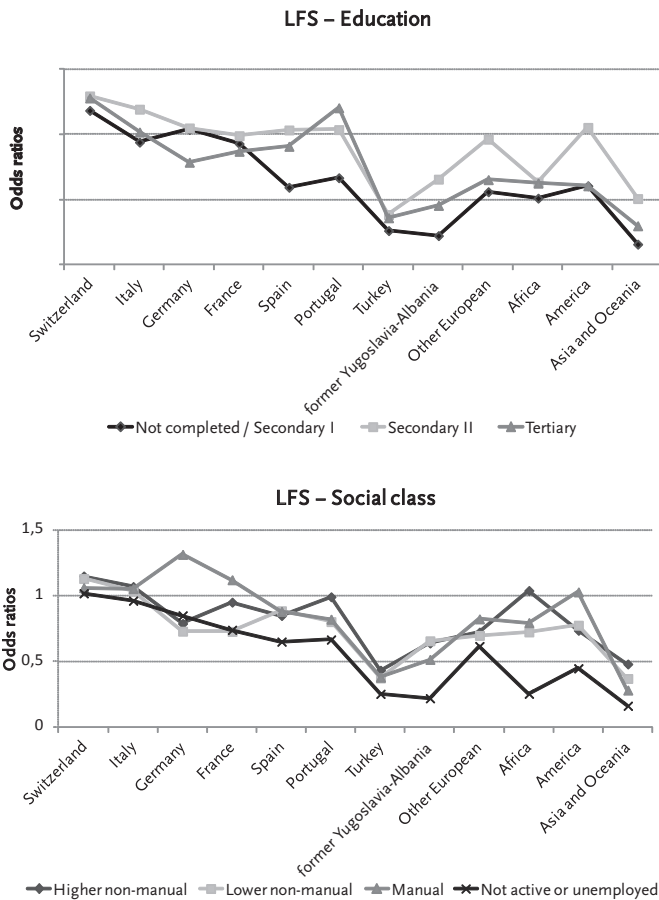 LFS – Education
Odds ratios
Switzerland
Italy
Germany
France
Spain
Portugal
Turkey
former Yugoslavia-Albania
Other European
Africa
America
Asia and Oceania
Not completed / Secondary I
Secondary II
Tertiary
LFS – Social class
Odds ratios
1,5
1
0,5
0
Switzerland
Italy
Germany
France
Spain
Portugal
Turkey
former Yugoslavia-Albania
Other European
Africa
America
Asia and Oceania
Higher non-manual
Lower non-manual
Manual
Not active or unemployed